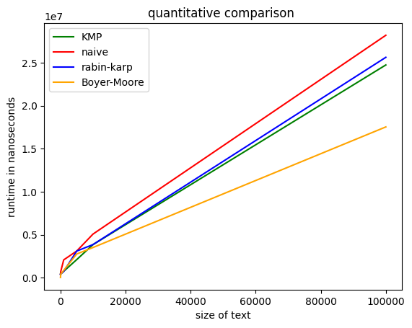 quantitative comparison
1e7
KMP
naive
rabin-karp
Boyer-Moore
2.5
2.0
1.5
1.0
0.5
0.0
runtime in nanoseconds
0 20000 40000 60000 80000 100000
size of text